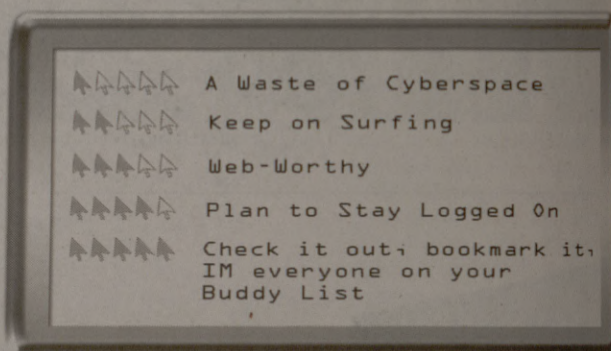 A Waste of Cyberspace
Keep on Surfing
Web-Worthy
Plan to Stay Logged On
Check it out, bookmark it,
IM everyone on your
Buddy List